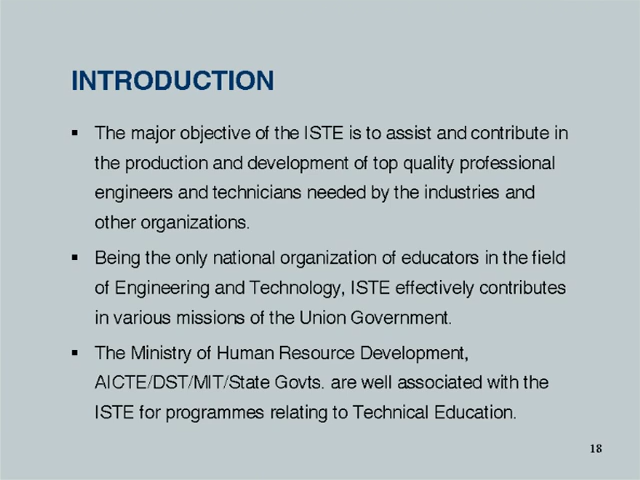 INTRODUCTION
▪ The major objective of the ISTE is to assist and contribute in
the production and development of top quality professional
engineers and technicians needed by the industries and
other organizations.
▪ Being the only national organization of educators in the field
of Engineering and Technology, ISTE effectively contributes
in various missions of the Union Government.
▪ The Ministry of Human Resource Development,
AICTE/DST/MIT/State Govts. are well associated with the
ISTE for programmes relating to Technical Education.
18